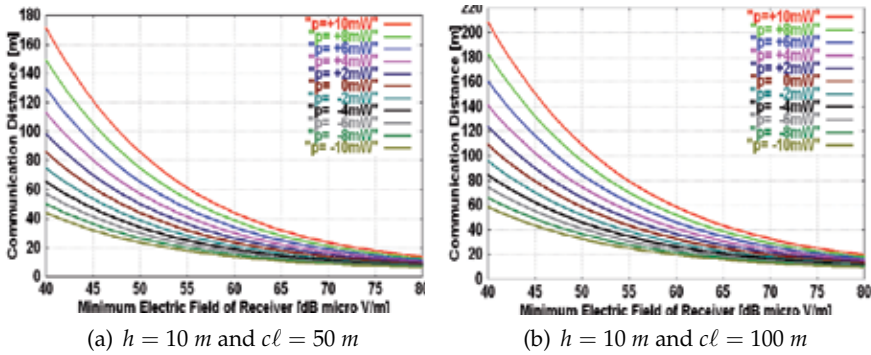 180
160
140
120
100
80
60
40
20
0
Communication Distance [m]
"p=+10mW"
"p= +8mW"
"p= +6mW"
"p= +4mW"
"p= +2mW"
"p= 0mW"
"p= -2mW"
"p= -4mW"
"p= -6mW"
"p= -8mW"
"p= -10mW"
40 45 50 55 60 65 70 75 80
Minimum Electric Field of Receiver [dB micro V/m]
(a) h = 10 m and cℓ = 50 m
220
200
180
160
140
120
100
80
60
40
20
0
Communication Distance [m]
"p=+10mW"
"p= +8mW"
"p= +6mW"
"p= +4mW"
"p= +2mW"
"p= 0mW"
"p= -2mW"
"p= -4mW"
"p= -6mW"
"p= -8mW"
"p= -10mW"
40 45 50 55 60 65 70 75 80
Minimum Electric Field of Receiver [dB micro V/m]
(b) h = 10 m and cℓ = 100 m